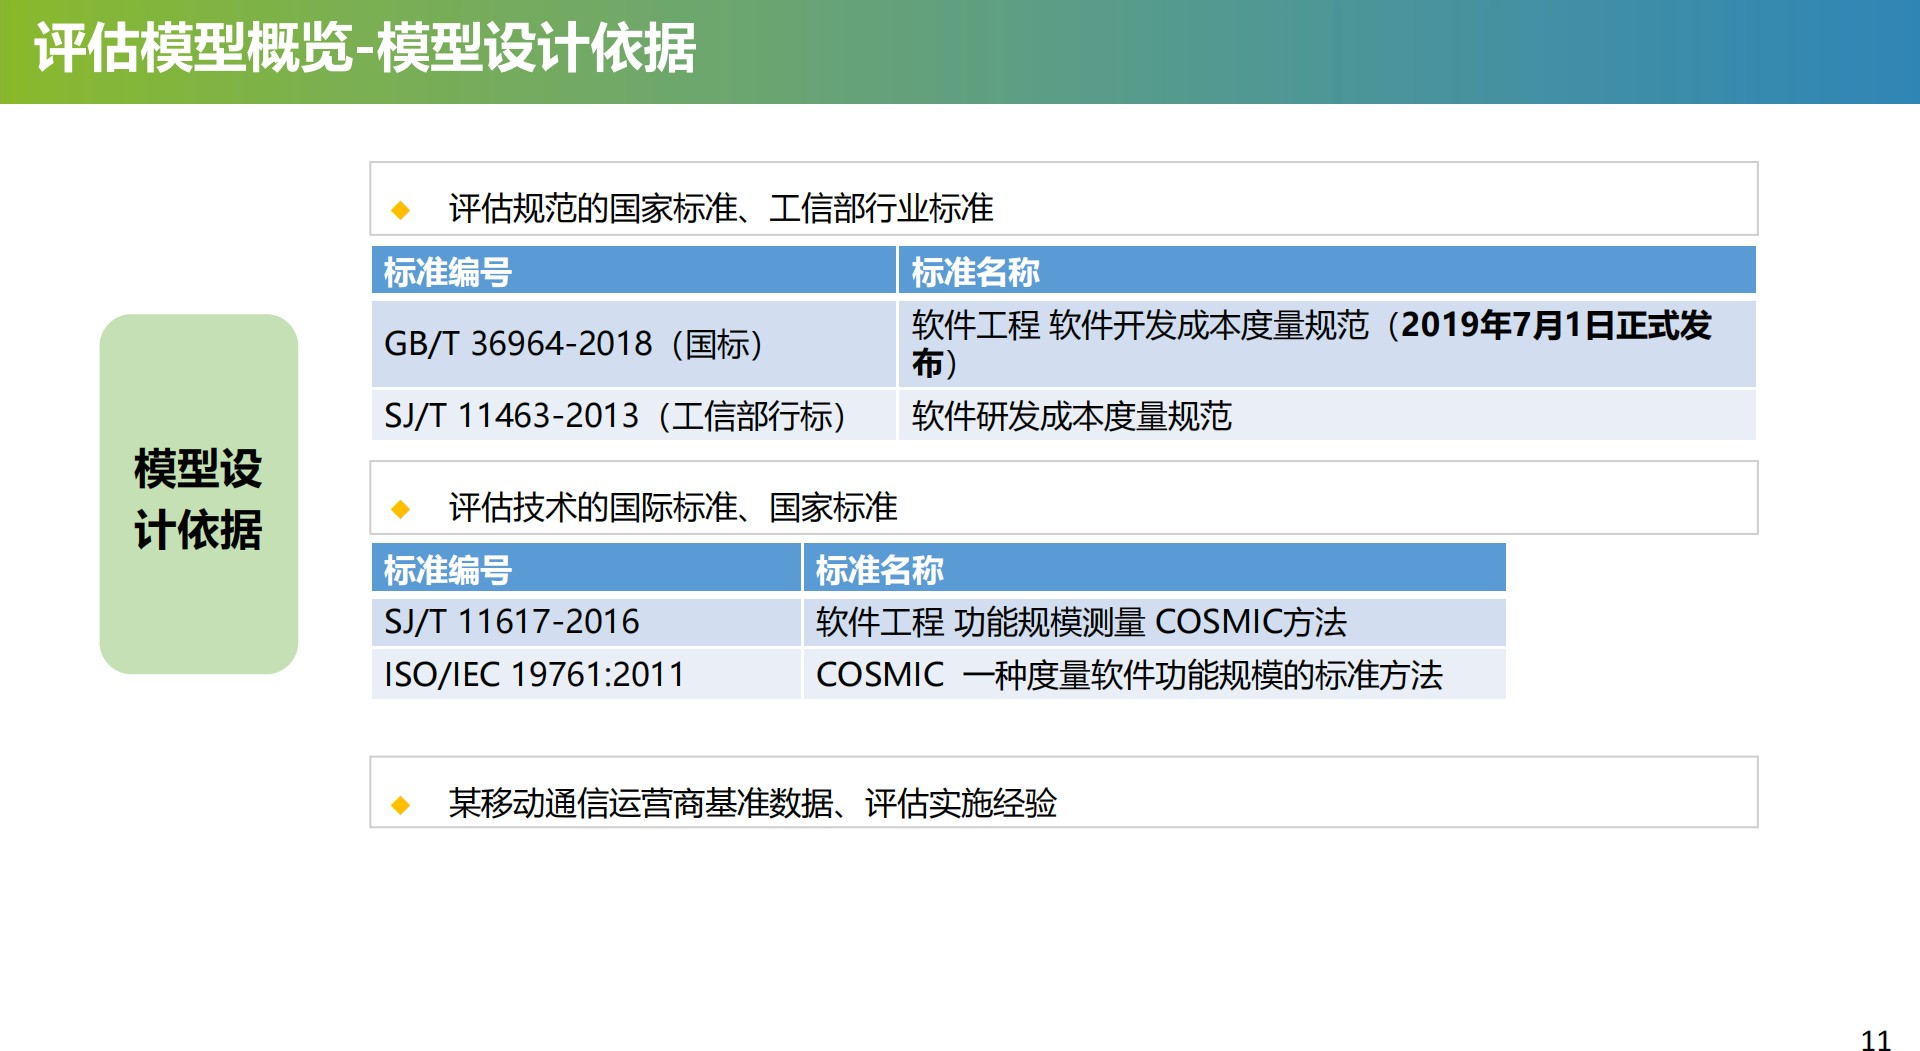 评估模型概览-模型设计依据
模型设
计依据
◆ 评估规范的国家标准、工信部行业标准
标准编号 标准名称
GB/T 36964-2018（国标） 软件工程 软件开发成本度量规范（2019年7月1日正式发
布）
SJ/T 11463-2013（工信部行标） 软件研发成本度量规范
◆ 评估技术的国际标准、国家标准
标准编号 标准名称
SJ/T 11617-2016 软件工程 功能规模测量 COSMIC方法
ISO/IEC 19761:2011 COSMIC 一种度量软件功能规模的标准方法
◆ 某移动通信运营商基准数据、评估实施经验
11